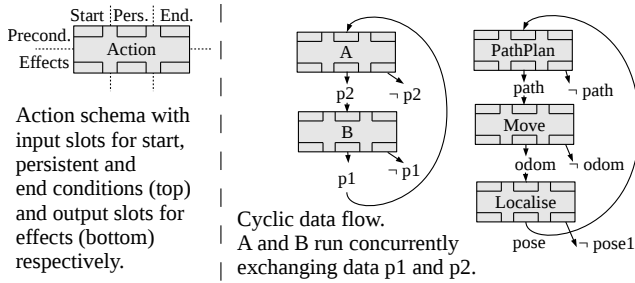 Start Pers. End.
Precond.
Action
Effects
Action schema with
input slots for start,
persistent and
end conditions (top)
and output slots for
effects (bottom)
respectively.
A
p2
¬ p2
B
p1
¬ p1
Cyclic data flow.
A and B run concurrently
exchanging data p1 and p2.
PathPlan
path
¬ path
Move
odom
¬ odom
Localise
pose
¬ pose1